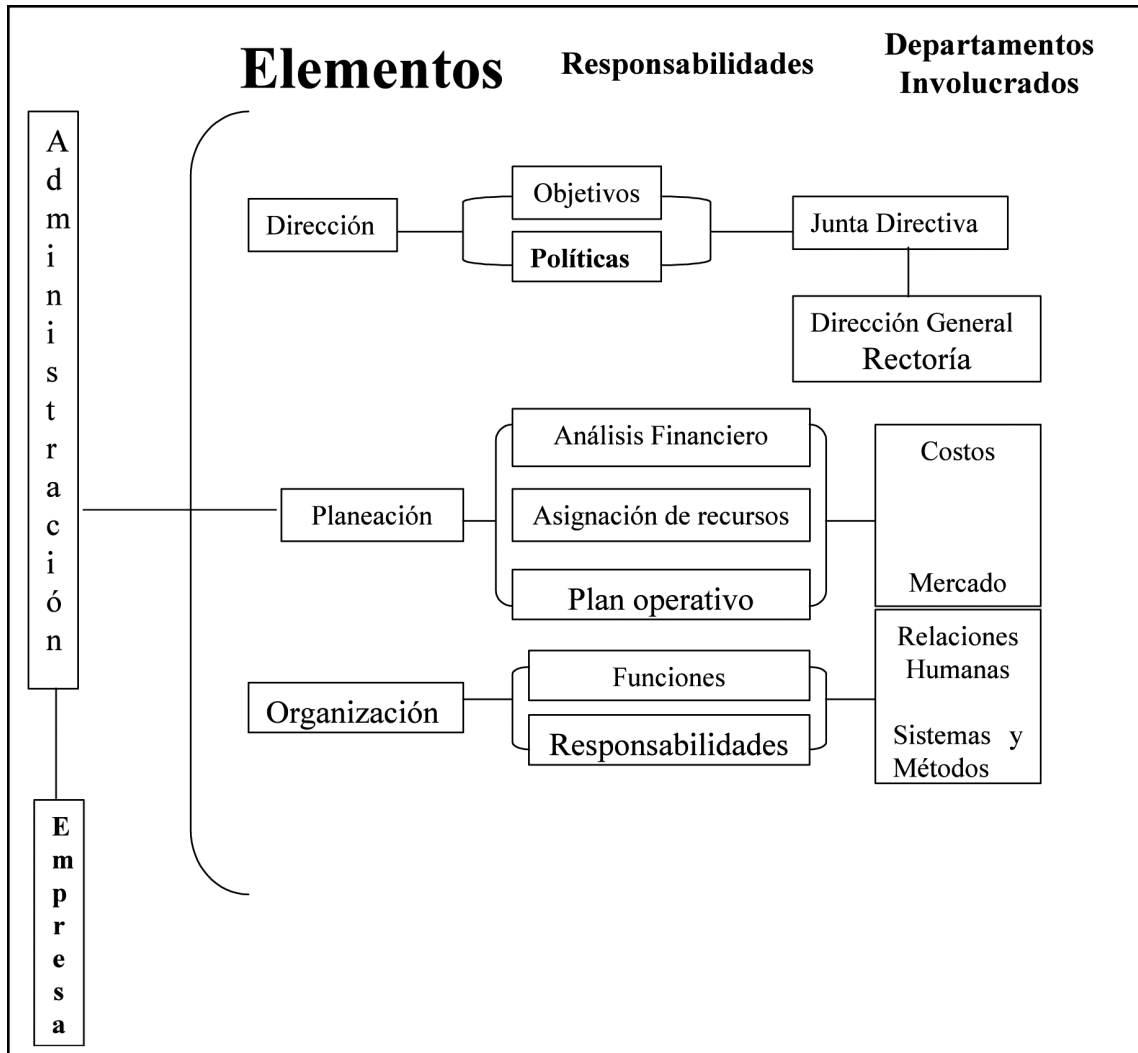 Elementos
Responsabilidades
Departamentos
Involucrados
Adminstración
Empresa
Dirección
Objetivos
Políticas
Junta Directiva
Dirección General
Rectoría
Planeación
Análisis Financiero
Asignación de recursos
Plan operativo
Costos
Mercado
Organización
Funciones
Responsabilidades
Relaciones
Humanas
Sistemas y
Métodos